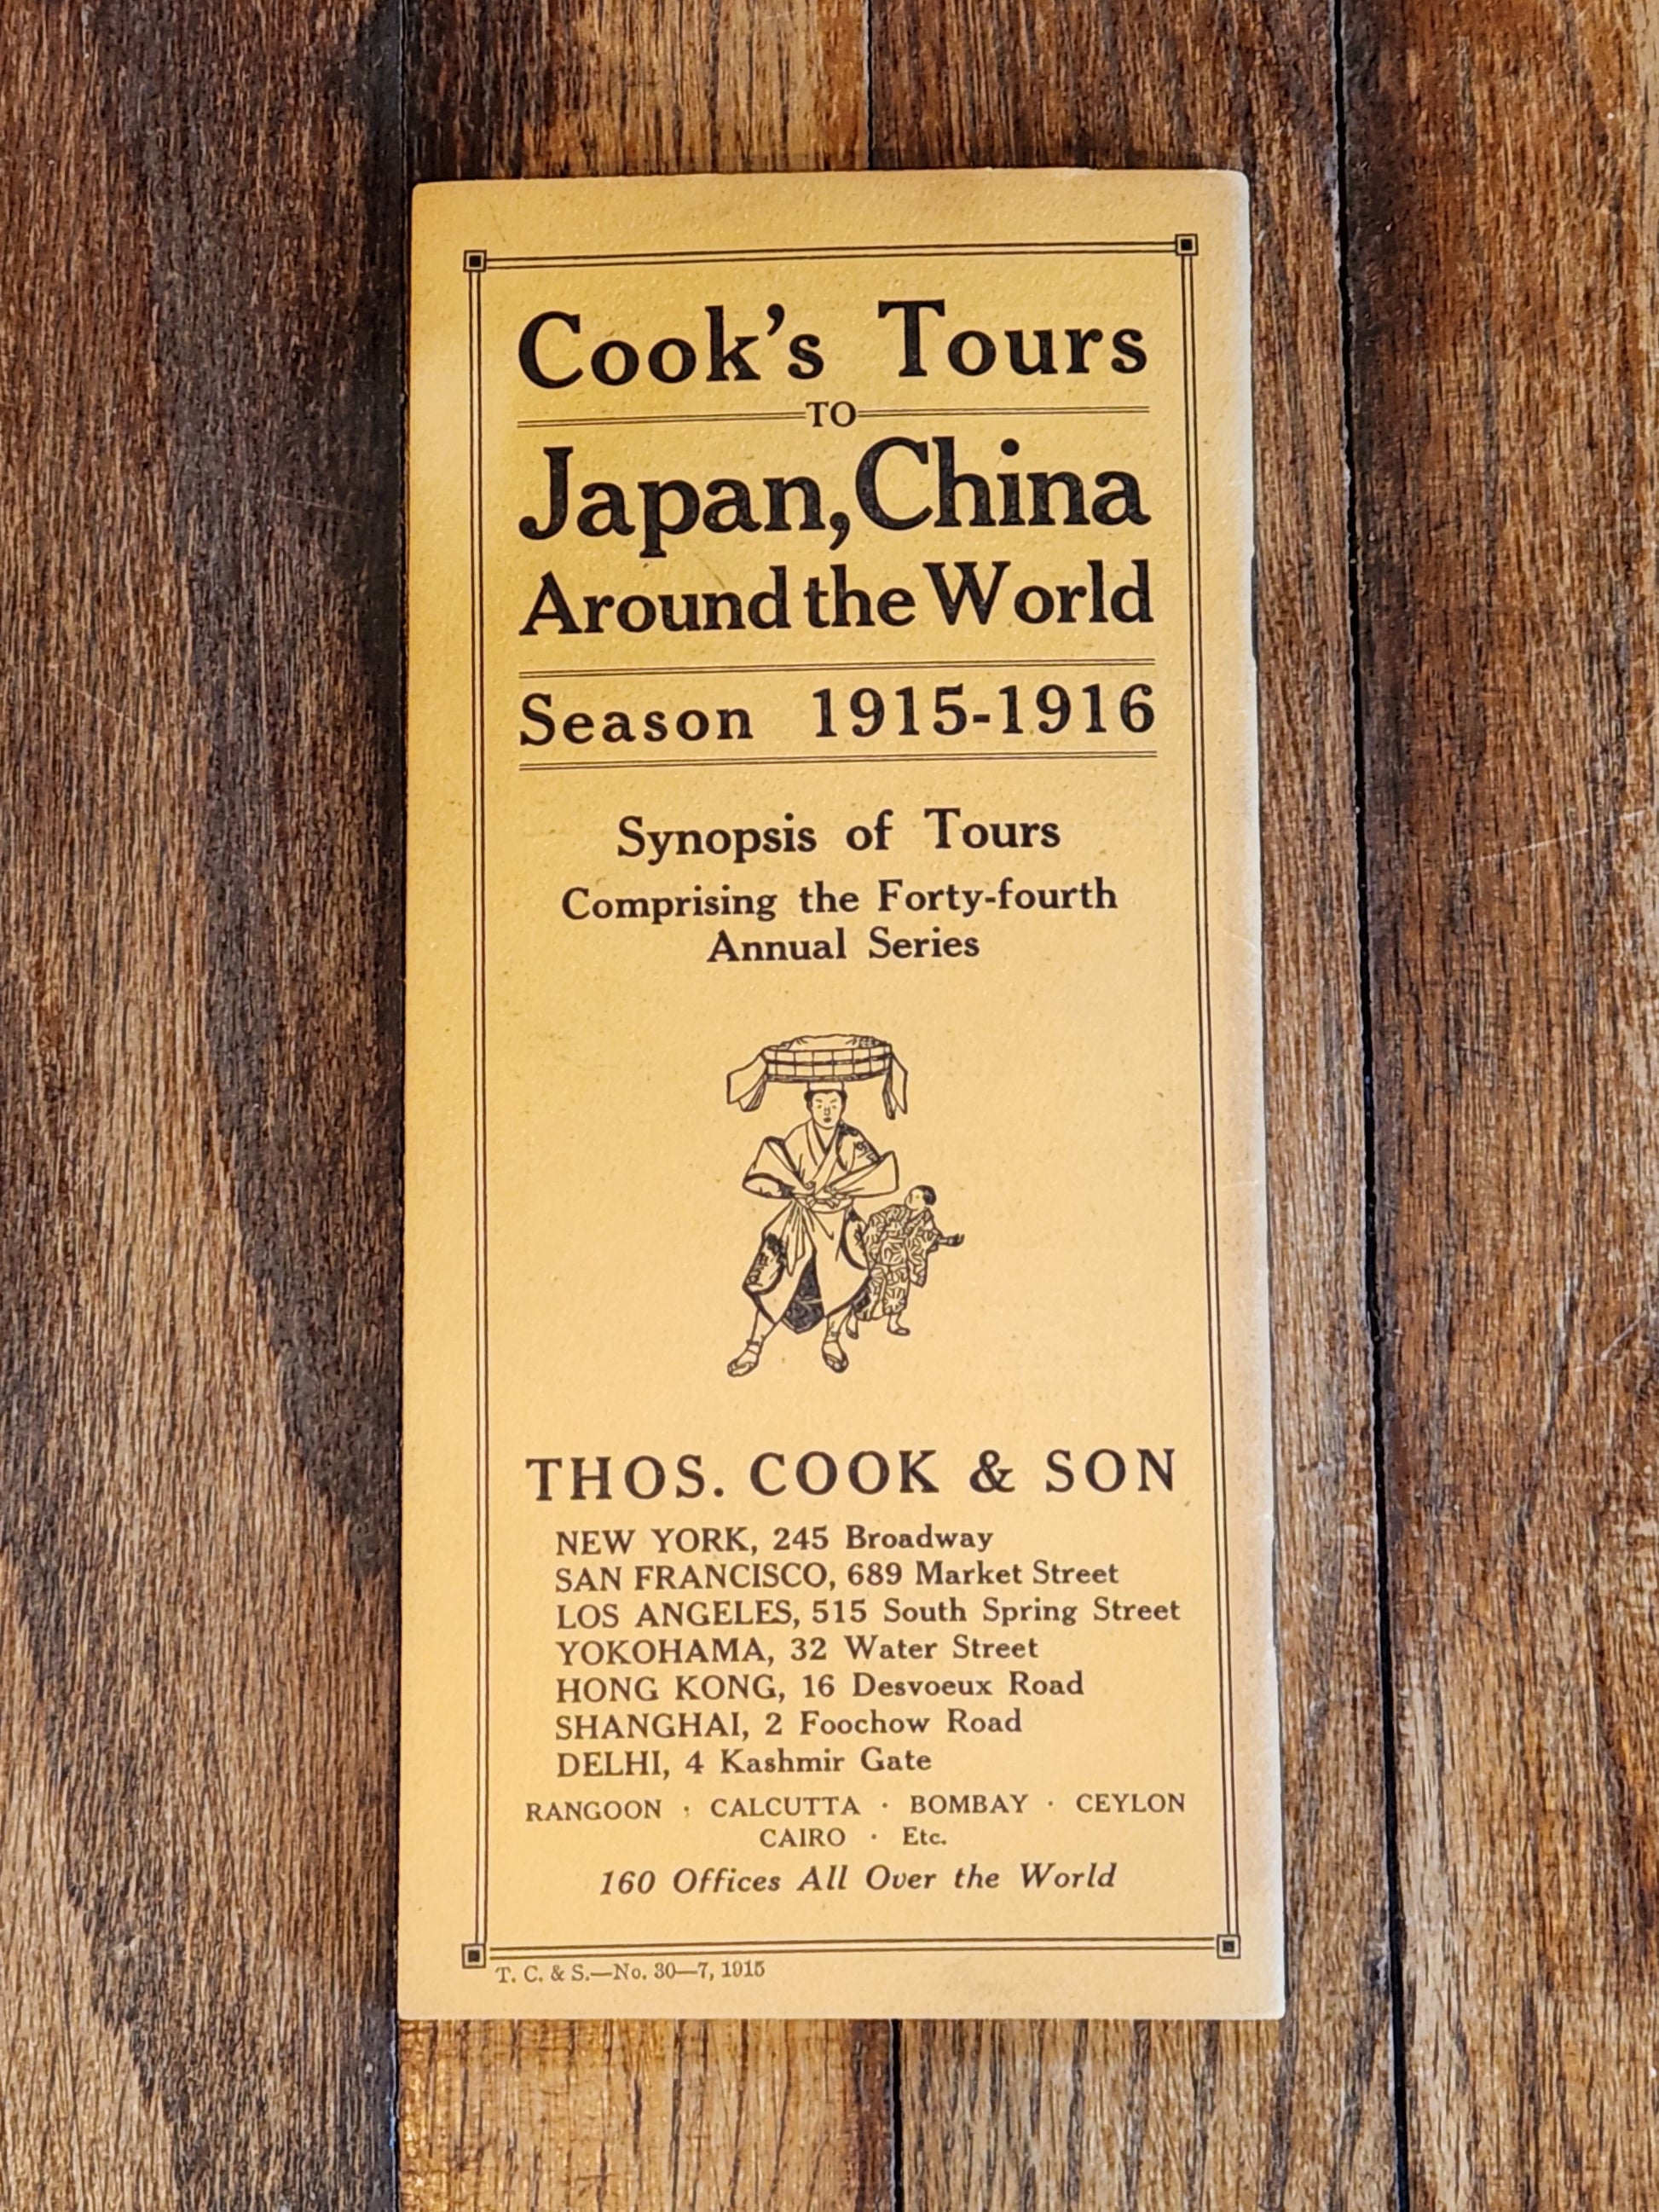 Cook's Tours
TO
Japan, China
Around the World
Season 1915-1916
Synopsis of Tours
Comprising the Forty-fourth
Annual Series
THOS. COOK & SON
NEW YORK, 245 Broadway
SAN FRANCISCO, 689 Market Street
LOS ANGELES, 515 South Spring Street
YOKOHAMA, 32 Water Street
HONG KONG, 16 Desvoeux Road
SHANGHAI, 2 Foochow Road
DELHI, 4 Kashmir Gate
RANGOON · CALCUTTA · BOMBAY · CEYLON
CAIRO · Etc.
160 Offices All Over the World
T. C. & S.—No. 30—7, 1915